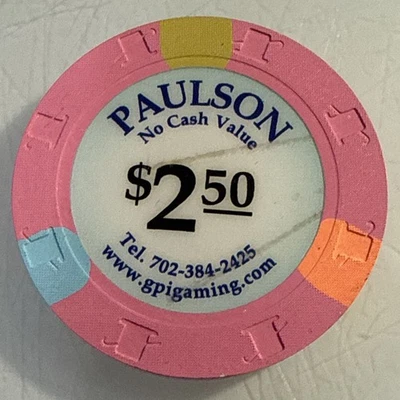 PAULSON
No Cash Value
$2 50
Tel. 702-384-2425
www.gpigaming.com